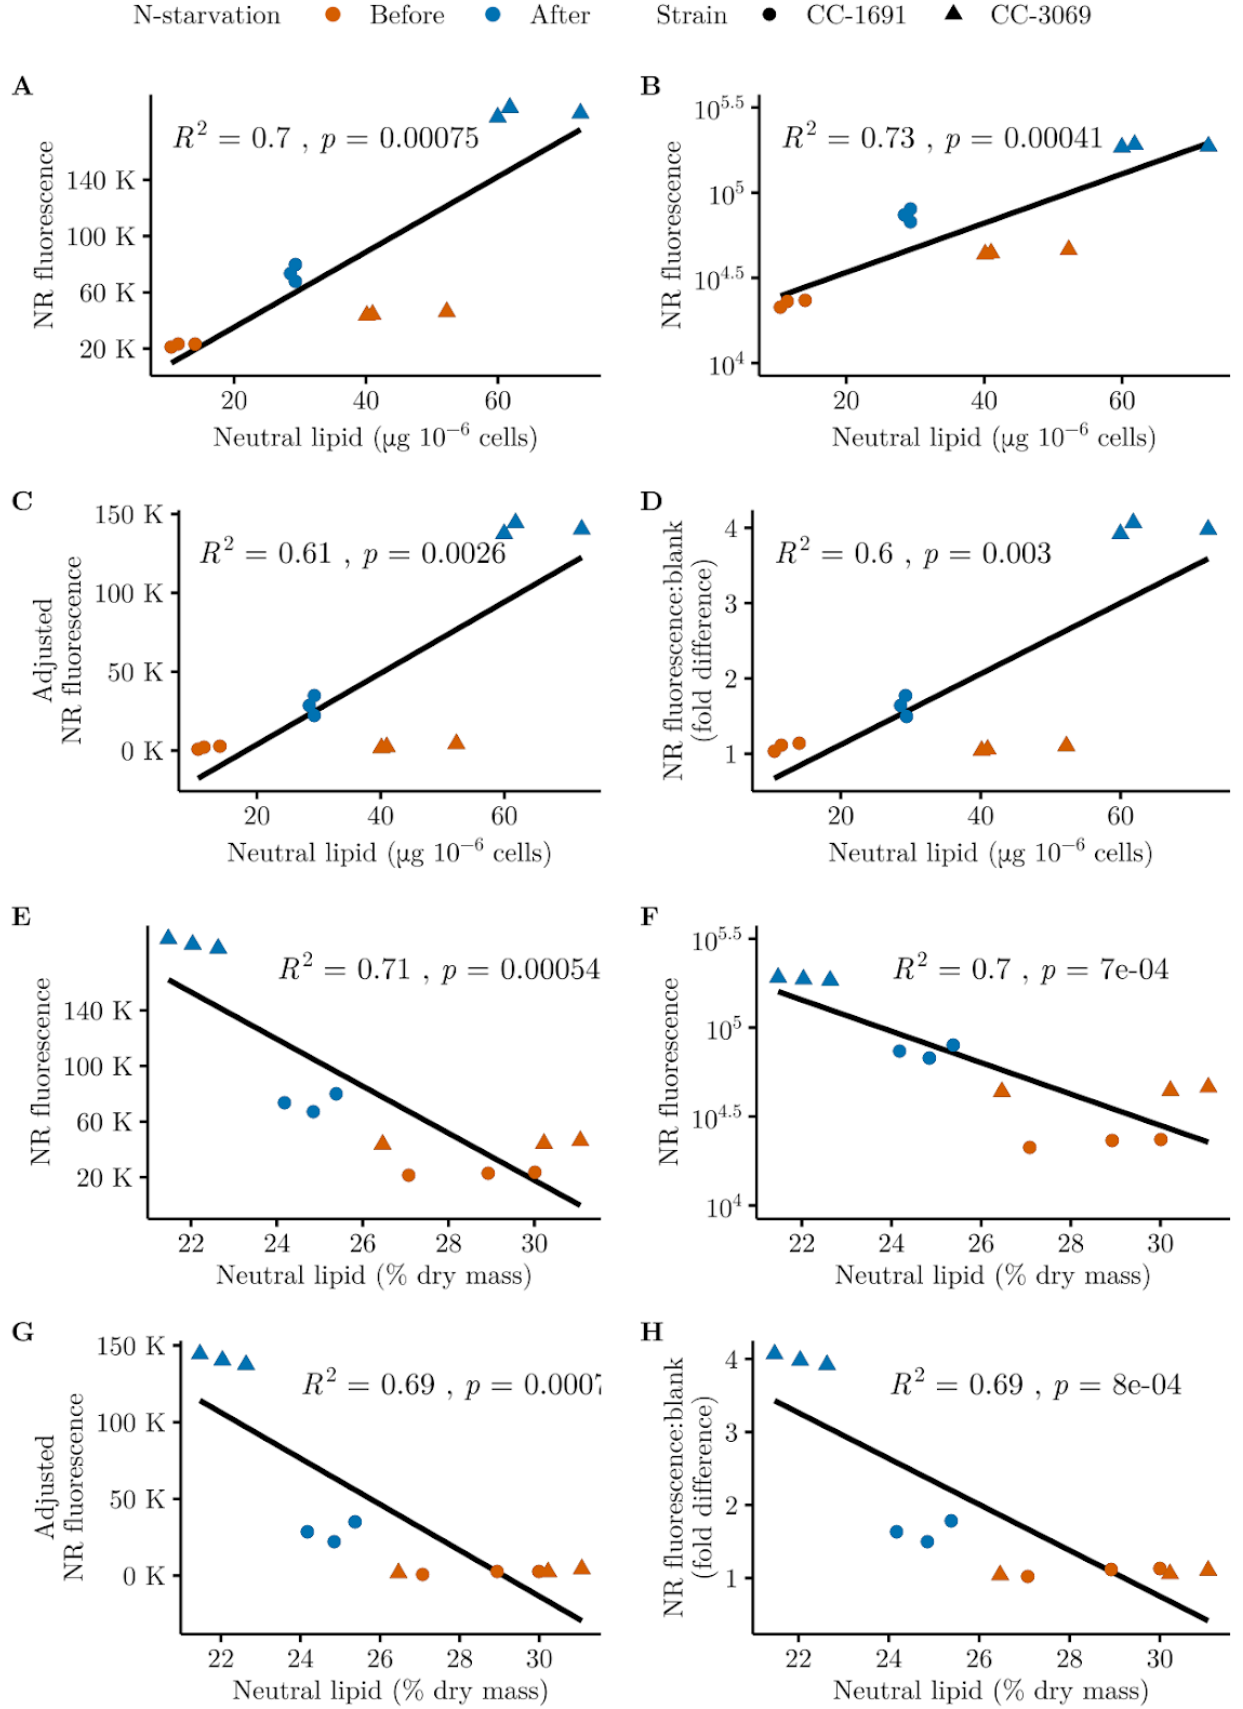 N-starvation Before After Strain CC-1691 CC-3069
A
R² = 0.7 , p = 0.00075
NR fluorescence
140 K
100 K
60 K
20 K
20 40 60
Neutral lipid (µg 10⁻⁶ cells)
B
R² = 0.73 , p = 0.00041
NR fluorescence
10^5.5
10^5
10^4.5
10^4
20 40 60
Neutral lipid (µg 10⁻⁶ cells)
C
R² = 0.61 , p = 0.0026
Adjusted
NR fluorescence
150 K
100 K
50 K
0 K
20 40 60
Neutral lipid (µg 10⁻⁶ cells)
D
R² = 0.6 , p = 0.003
NR fluorescence:blank
(fold difference)
4
3
2
1
20 40 60
Neutral lipid (µg 10⁻⁶ cells)
E
R² = 0.71 , p = 0.00054
NR fluorescence
140 K
100 K
60 K
20 K
22 24 26 28 30
Neutral lipid (% dry mass)
F
R² = 0.7 , p = 7e-04
NR fluorescence
10^5.5
10^5
10^4.5
10^4
22 24 26 28 30
Neutral lipid (% dry mass)
G
R² = 0.69 , p = 0.0007
Adjusted
NR fluorescence
150 K
100 K
50 K
0 K
22 24 26 28 30
Neutral lipid (% dry mass)
H
R² = 0.69 , p = 8e-04
NR fluorescence:blank
(fold difference)
4
3
2
1
22 24 26 28 30
Neutral lipid (% dry mass)